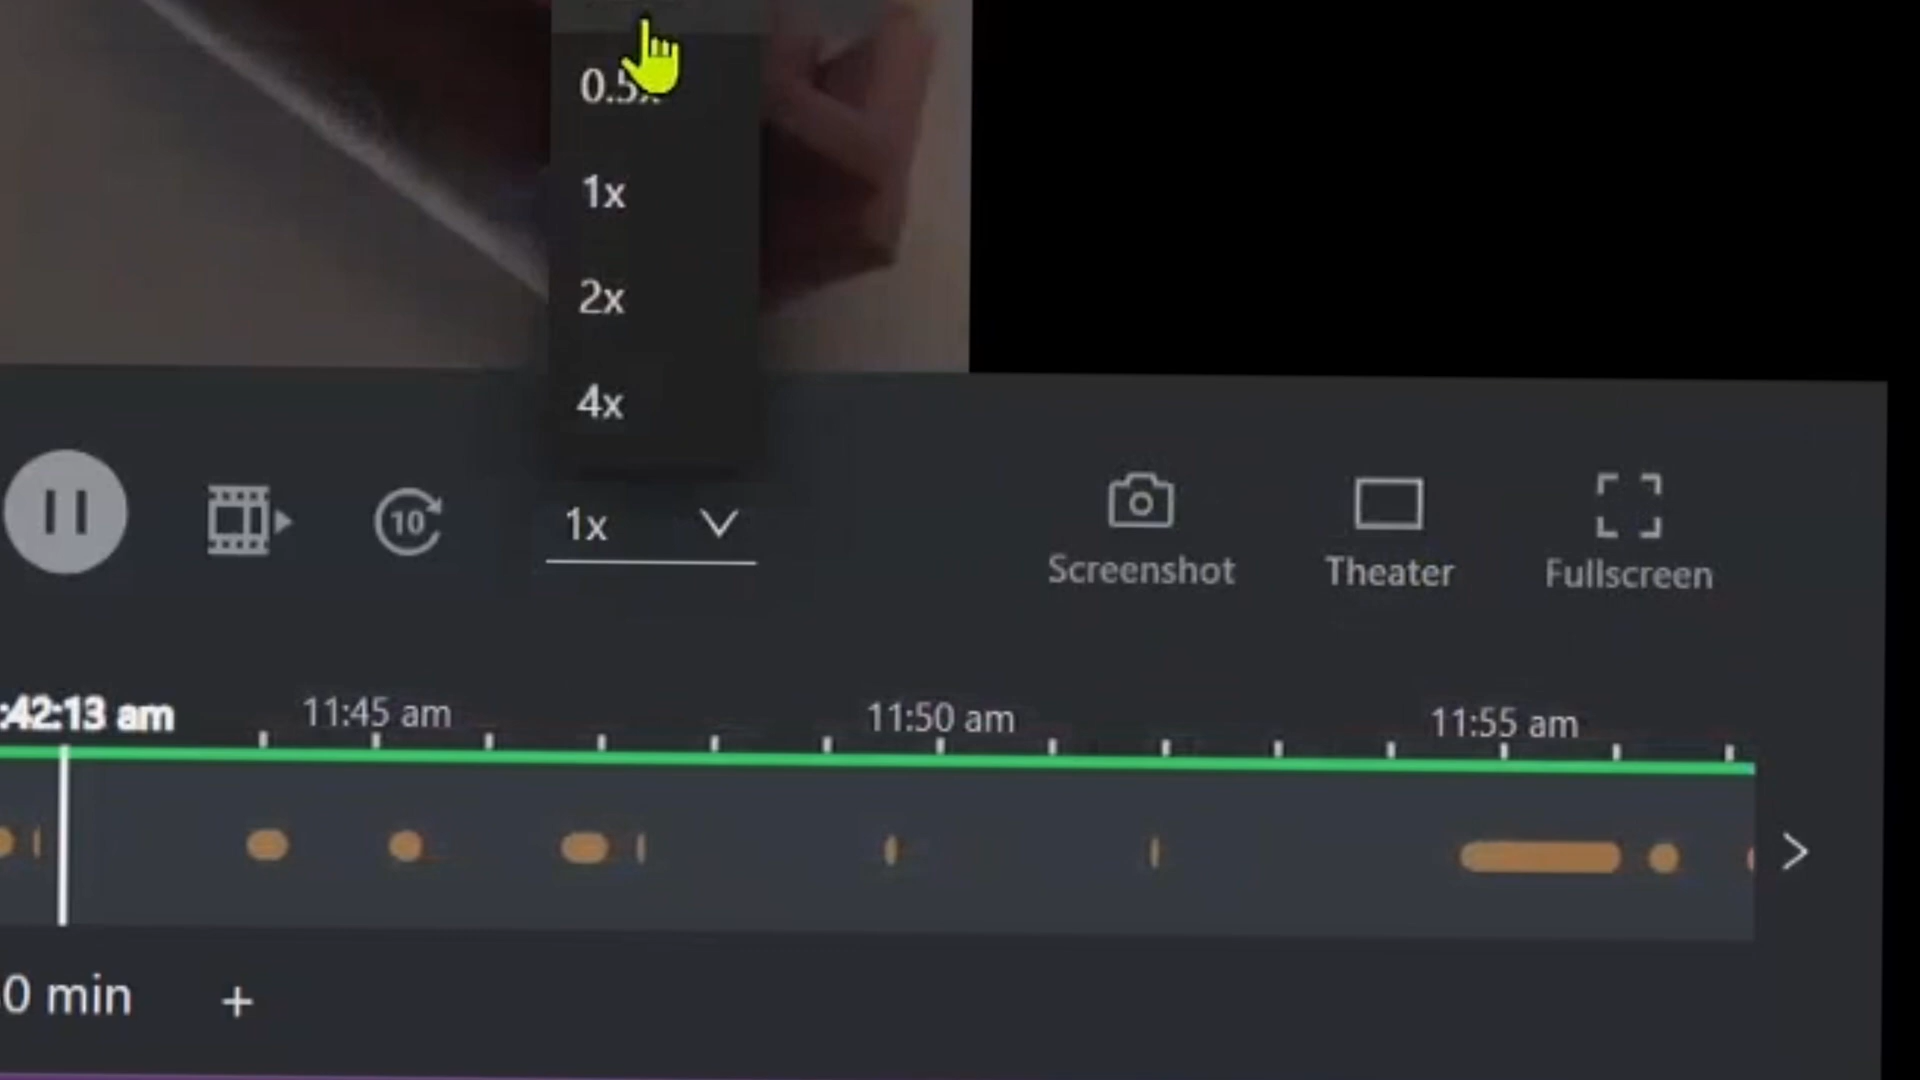 1x
2x
4x
10
1x
Screenshot
Theater
Fullscreen
:42:13 am
11:45 am
11:50 am
11:55 am
0 min
+